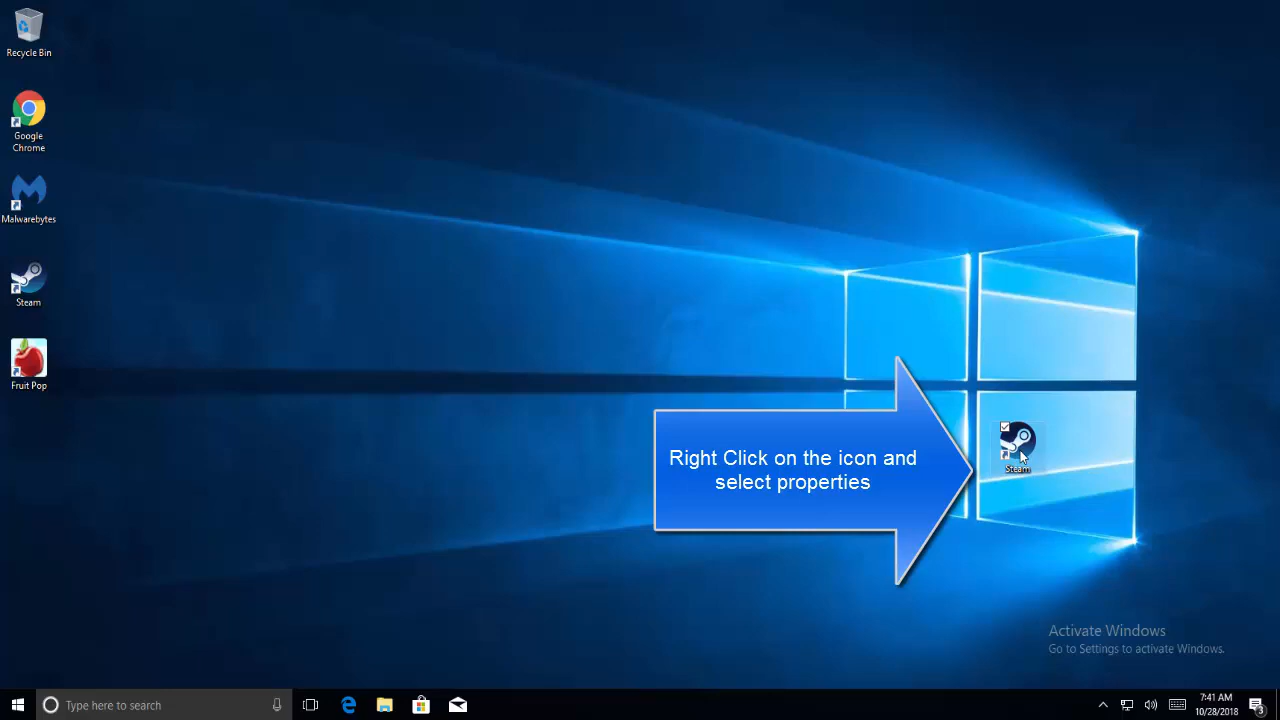 Recycle Bin
Google
Chrome
Malwarebytes
Steam
Fruit Pop
Right Click on the icon and
select properties
Steam
Activate Windows
Go to Settings to activate Windows.
Type here to search
7:41 AM
10/28/2018
3